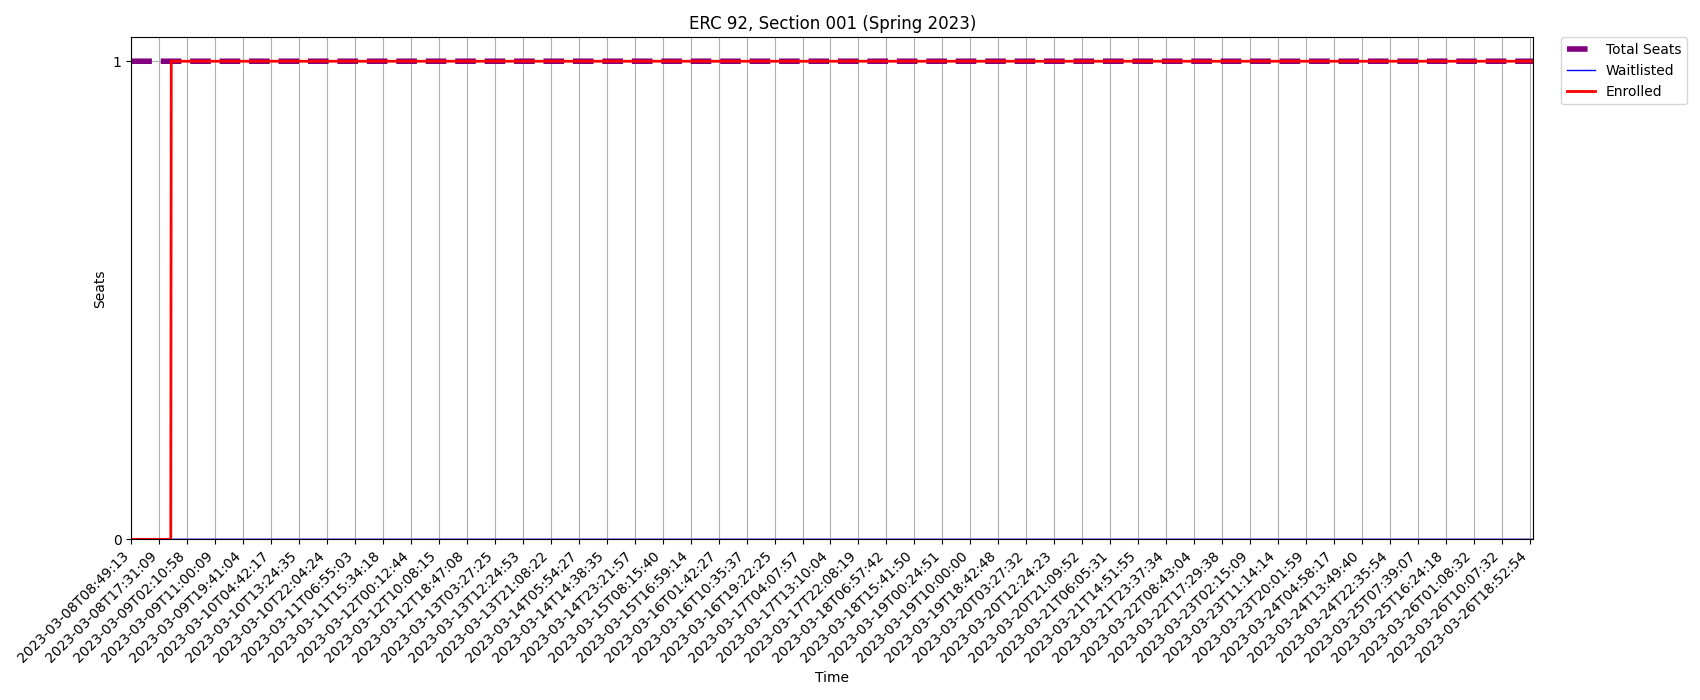 ERC 92, Section 001 (Spring 2023)
Total Seats
Waitlisted
Enrolled
1
0
Seats
2023-03-08T08:49:13
2023-03-08T17:31:09
2023-03-09T02:10:58
2023-03-09T11:00:09
2023-03-09T19:41:04
2023-03-10T04:42:17
2023-03-10T13:24:35
2023-03-10T22:04:24
2023-03-11T06:55:03
2023-03-11T15:34:18
2023-03-12T00:12:44
2023-03-12T10:08:15
2023-03-12T18:47:08
2023-03-13T03:27:25
2023-03-13T12:24:53
2023-03-13T21:08:22
2023-03-14T05:54:27
2023-03-14T14:38:35
2023-03-14T23:21:57
2023-03-15T08:15:40
2023-03-15T16:59:14
2023-03-16T01:42:27
2023-03-16T10:35:37
2023-03-16T19:22:25
2023-03-17T04:07:57
2023-03-17T13:10:04
2023-03-17T22:08:19
2023-03-18T06:57:42
2023-03-18T15:41:50
2023-03-19T00:24:51
2023-03-19T10:00:00
2023-03-19T18:42:48
2023-03-20T03:27:32
2023-03-20T12:24:23
2023-03-20T21:09:52
2023-03-21T06:05:31
2023-03-21T14:51:55
2023-03-21T23:37:34
2023-03-22T08:43:04
2023-03-22T17:29:38
2023-03-23T02:15:09
2023-03-23T11:14:14
2023-03-23T20:01:59
2023-03-24T04:58:17
2023-03-24T13:49:40
2023-03-24T22:35:54
2023-03-25T07:39:07
2023-03-25T16:24:18
2023-03-26T01:08:32
2023-03-26T10:07:32
2023-03-26T18:52:54
Time